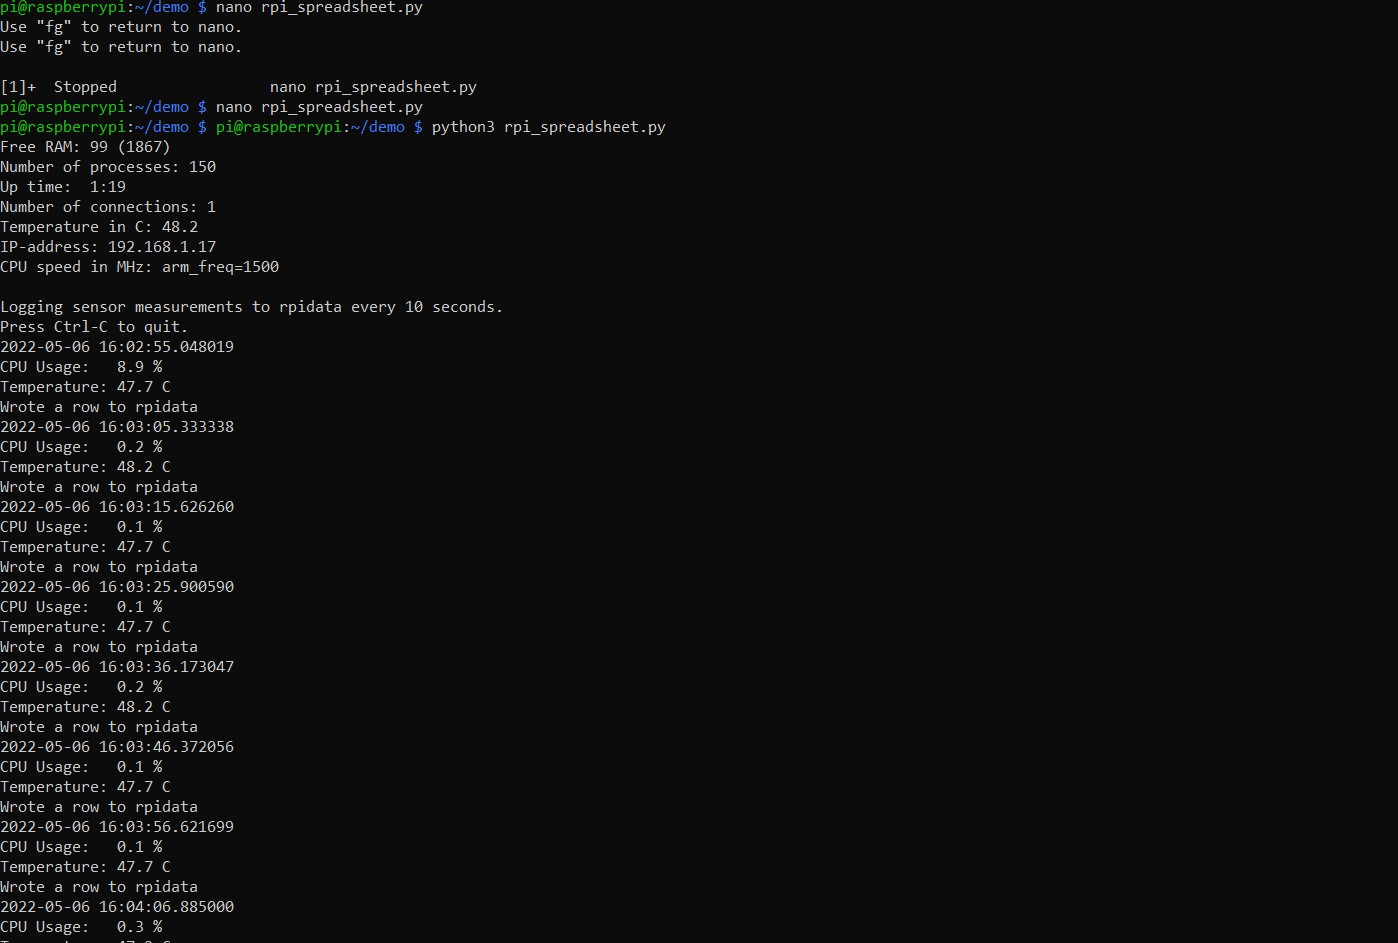 pi@raspberrypi:~/demo $ nano rpi_spreadsheet.py
Use "fg" to return to nano.
Use "fg" to return to nano.
[1]+  Stopped                 nano rpi_spreadsheet.py
pi@raspberrypi:~/demo $ nano rpi_spreadsheet.py
pi@raspberrypi:~/demo $ pi@raspberrypi:~/demo $ python3 rpi_spreadsheet.py
Free RAM: 99 (1867)
Number of processes: 150
Up time:  1:19
Number of connections: 1
Temperature in C: 48.2
IP-address: 192.168.1.17
CPU speed in MHz: arm_freq=1500
Logging sensor measurements to rpidata every 10 seconds.
Press Ctrl-C to quit.
2022-05-06 16:02:55.048019
CPU Usage:   8.9 %
Temperature: 47.7 C
Wrote a row to rpidata
2022-05-06 16:03:05.333338
CPU Usage:   0.2 %
Temperature: 48.2 C
Wrote a row to rpidata
2022-05-06 16:03:15.626260
CPU Usage:   0.1 %
Temperature: 47.7 C
Wrote a row to rpidata
2022-05-06 16:03:25.900590
CPU Usage:   0.1 %
Temperature: 47.7 C
Wrote a row to rpidata
2022-05-06 16:03:36.173047
CPU Usage:   0.2 %
Temperature: 48.2 C
Wrote a row to rpidata
2022-05-06 16:03:46.372056
CPU Usage:   0.1 %
Temperature: 47.7 C
Wrote a row to rpidata
2022-05-06 16:03:56.621699
CPU Usage:   0.1 %
Temperature: 47.7 C
Wrote a row to rpidata
2022-05-06 16:04:06.885000
CPU Usage:   0.3 %